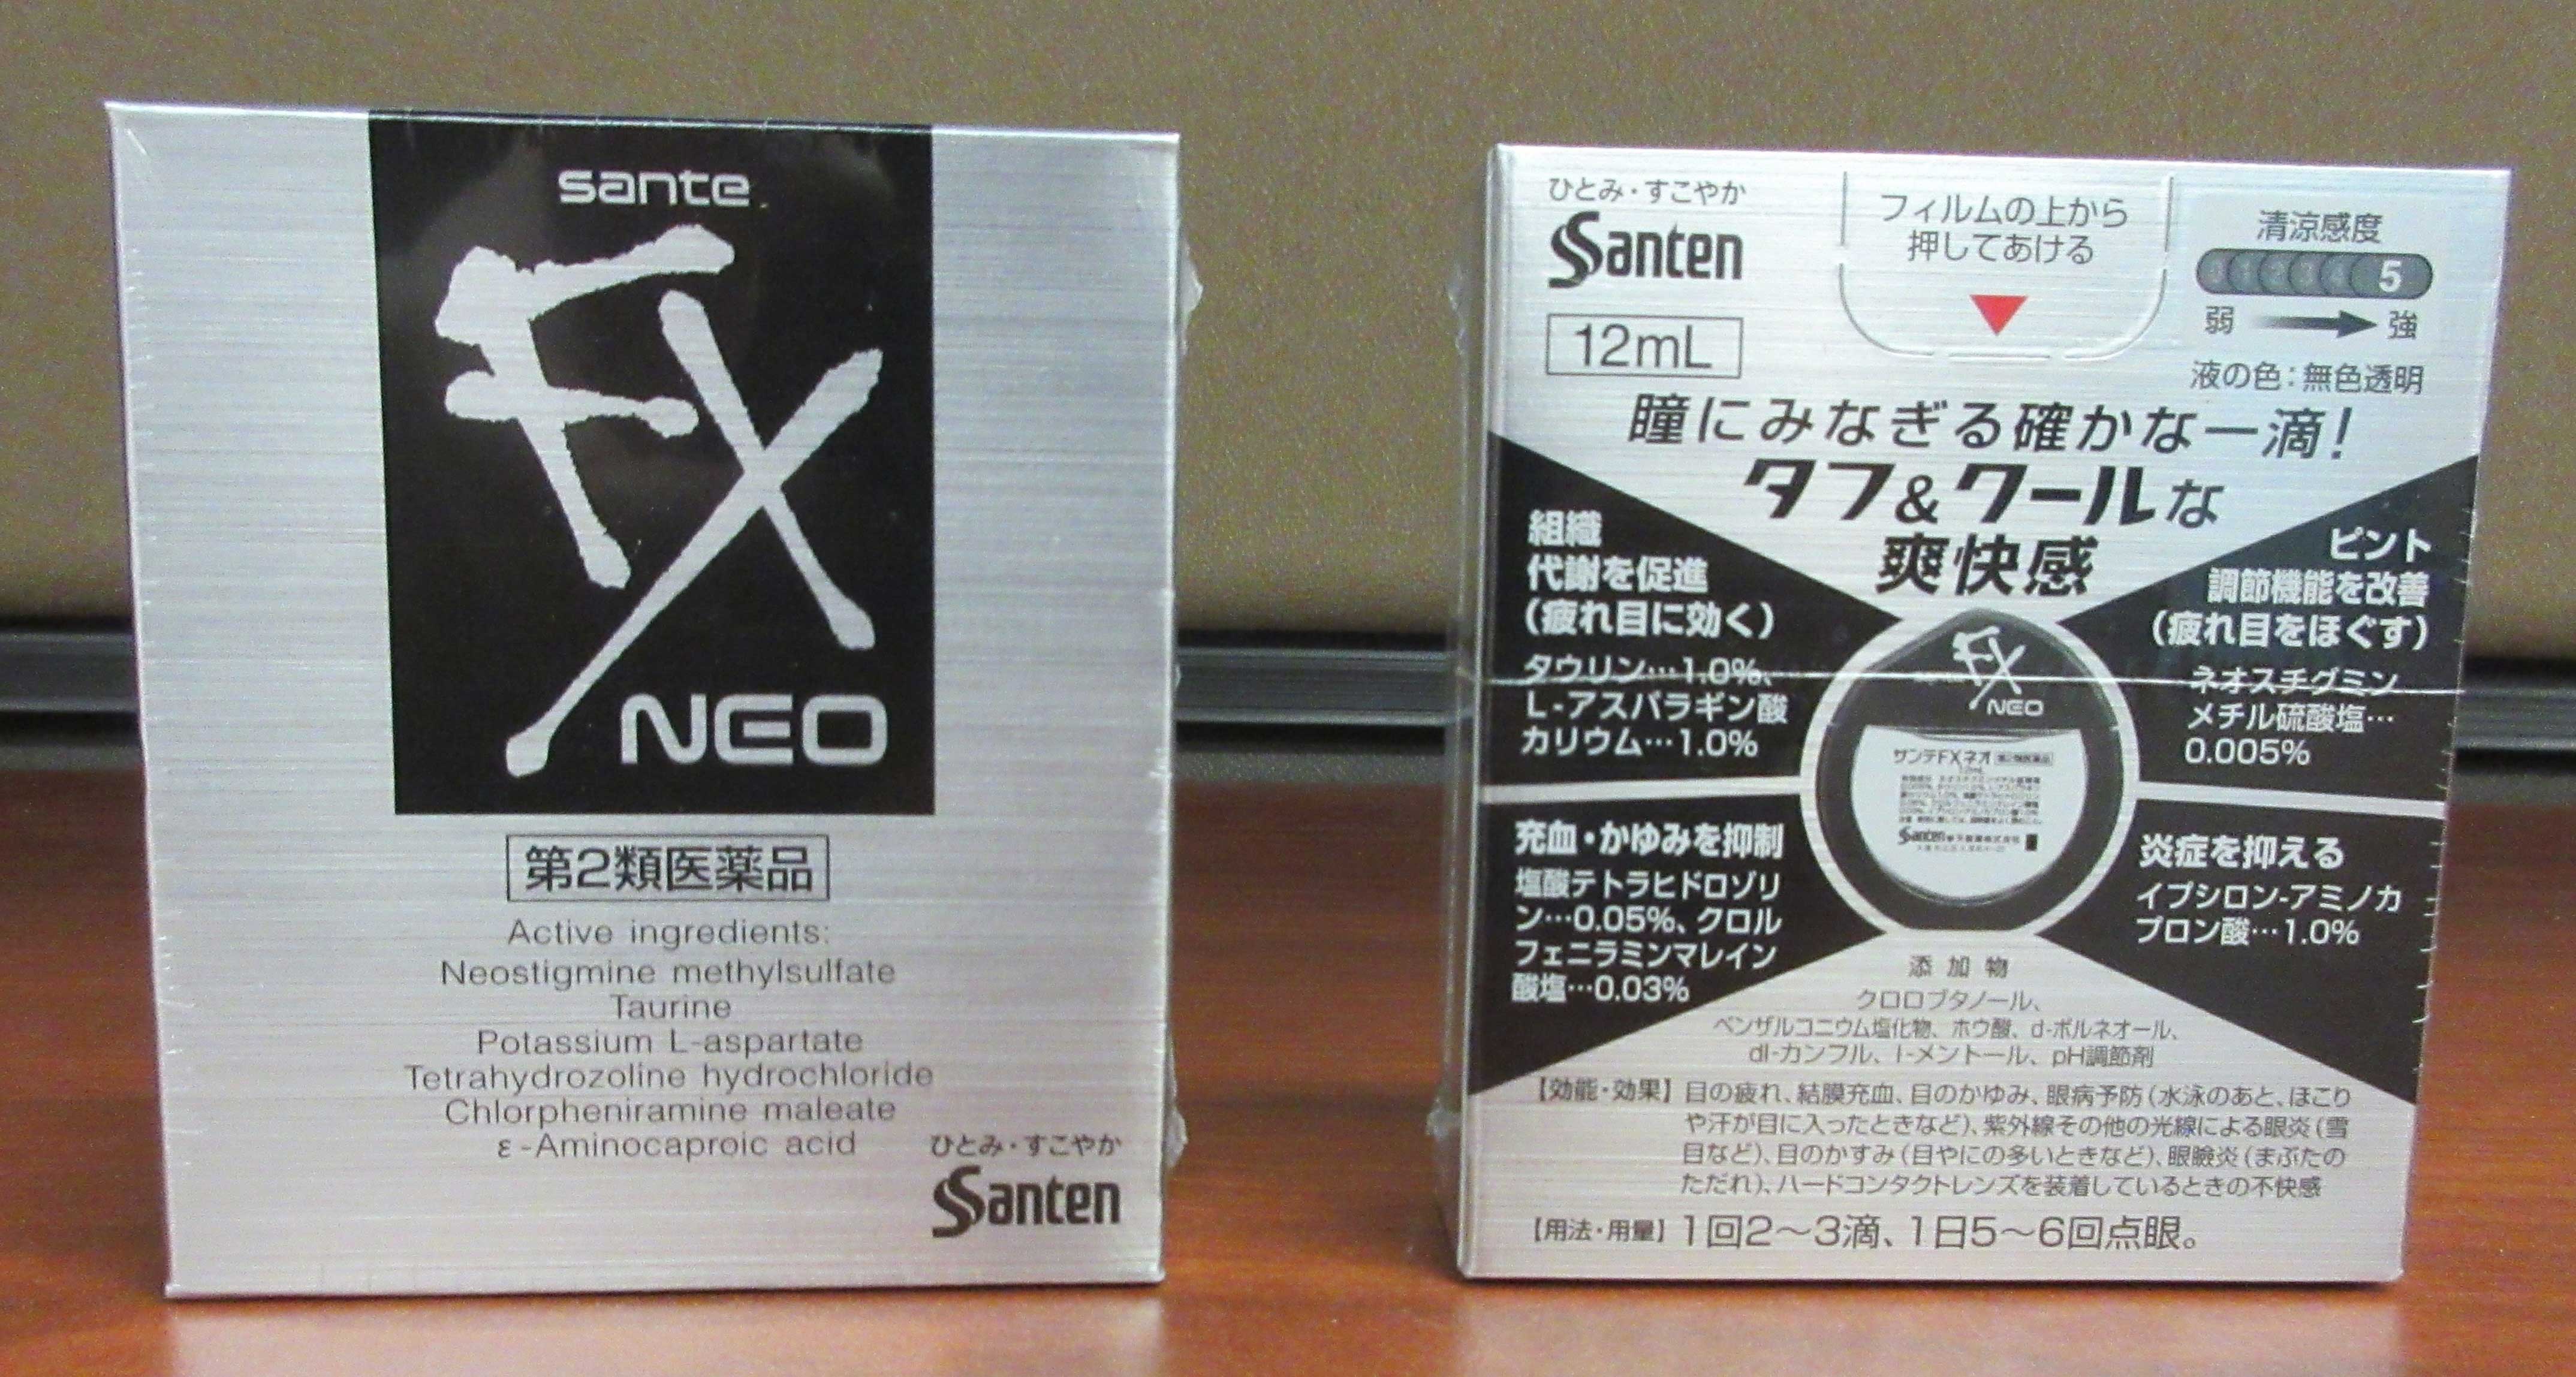 sante
FX
NEO
第2類医薬品
Active ingredients:
Neostigmine methylsulfate
Taurine
Potassium L-aspartate
Tetrahydrozoline hydrochloride
Chlorpheniramine maleate
ε-Aminocaproic acid
ひとみ・すこやか
Santen
ひとみ・すこやか
Santen
12mL
フィルムの上から
押してあける
清涼感度
5
弱 強
液の色:無色透明
瞳にみなぎる確かな一滴!
タフ&クールな
爽快感
組織
代謝を促進
(疲れ目に効く)
タウリン…1.0%、
L-アスパラギン酸
カリウム…1.0%
ピント
調節機能を改善
(疲れ目をほぐす)
ネオスチグミン
メチル硫酸塩…
0.005%
FX
NEO
サンテFXネオ 第2類医薬品
12mL
Santen 参天製薬株式会社
充血・かゆみを抑制
塩酸テトラヒドロゾリ
ン…0.05%、クロル
フェニラミンマレイン
酸塩…0.03%
炎症を抑える
イプシロン-アミノカ
プロン酸…1.0%
添加物
クロロブタノール、
ベンザルコニウム塩化物、ホウ酸、d-ボルネオール、
dl-カンフル、l-メントール、pH調節剤
【効能・効果】目の疲れ、結膜充血、目のかゆみ、眼病予防(水泳のあと、ほこり
や汗が目に入ったときなど)、紫外線その他の光線による眼炎(雪
目など)、目のかすみ(目やにの多いときなど)、眼瞼炎(まぶたの
ただれ)、ハードコンタクトレンズを装着しているときの不快感
【用法・用量】1回2~3滴、1日5~6回点眼。